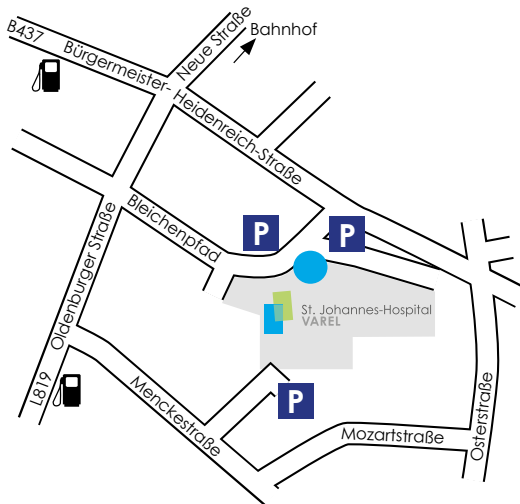 B437
Bürgermeister-Heidenreich-Straße
Neue Straße
Bahnhof
Bleichenpfad
P
P
Oldenburger Straße
St. Johannes-Hospital
VAREL
L819
Menckestraße
P
Mozartstraße
Osterstraße